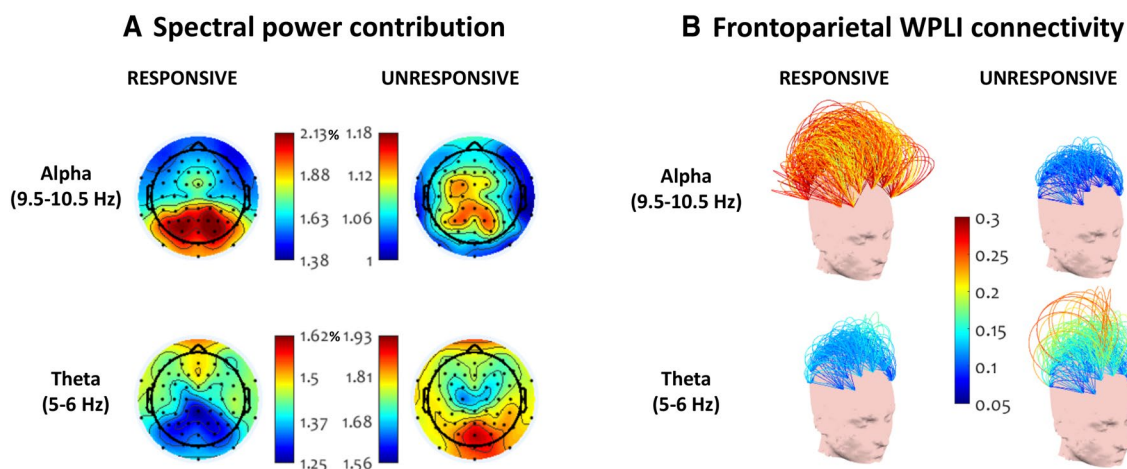 A Spectral power contribution
RESPONSIVE UNRESPONSIVE
Alpha
(9.5-10.5 Hz)
2.13% 1.18
1.88 1.12
1.63 1.06
1.38 1
Theta
(5-6 Hz)
1.62% 1.93
1.5 1.81
1.37 1.68
1.25 1.56
B Frontoparietal WPLI connectivity
RESPONSIVE UNRESPONSIVE
Alpha
(9.5-10.5 Hz)
0.3
0.25
0.2
0.15
0.1
0.05
Theta
(5-6 Hz)